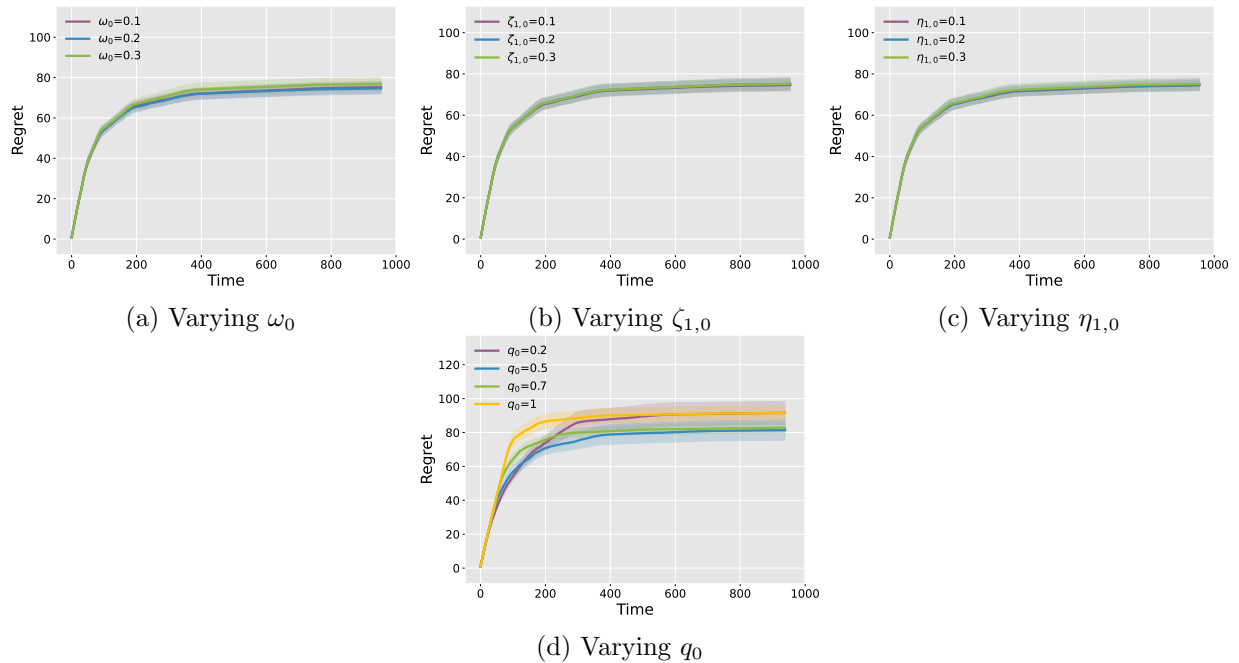 ω₀=0.1
ω₀=0.2
ω₀=0.3
100
80
60
40
20
0
Regret
0 200 400 600 800 1000
Time
(a) Varying ω₀
ζ₁,₀=0.1
ζ₁,₀=0.2
ζ₁,₀=0.3
100
80
60
40
20
0
Regret
0 200 400 600 800 1000
Time
(b) Varying ζ₁,₀
η₁,₀=0.1
η₁,₀=0.2
η₁,₀=0.3
100
80
60
40
20
0
Regret
0 200 400 600 800 1000
Time
(c) Varying η₁,₀
q₀=0.2
q₀=0.5
q₀=0.7
q₀=1
120
100
80
60
40
20
0
Regret
0 200 400 600 800 1000
Time
(d) Varying q₀